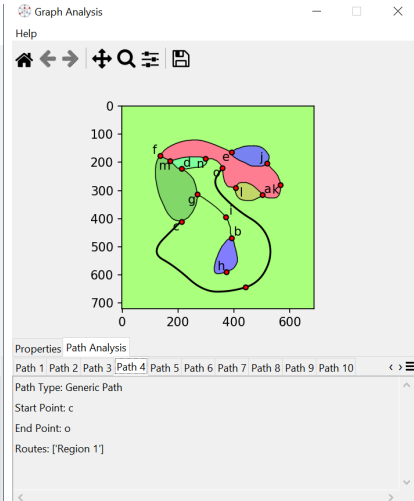 Graph Analysis
Help
0
100
200
300
400
500
600
700
0
200
400
600
f
m
d
n
e
j
o
l
a
k
g
i
c
b
h
Properties Path Analysis
Path 1 Path 2 Path 3 Path 4 Path 5 Path 6 Path 7 Path 8 Path 9 Path 10
Path Type: Generic Path
Start Point: c
End Point: o
Routes: ['Region 1']